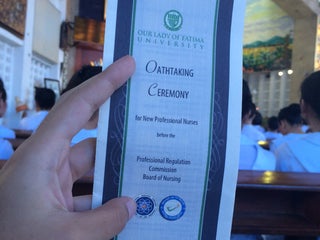 OUR LADY OF FATIMA
UNIVERSITY
OATHTAKING
CEREMONY
for New Professional Nurses
before the
Professional Regulation
Commission
Board of Nursing